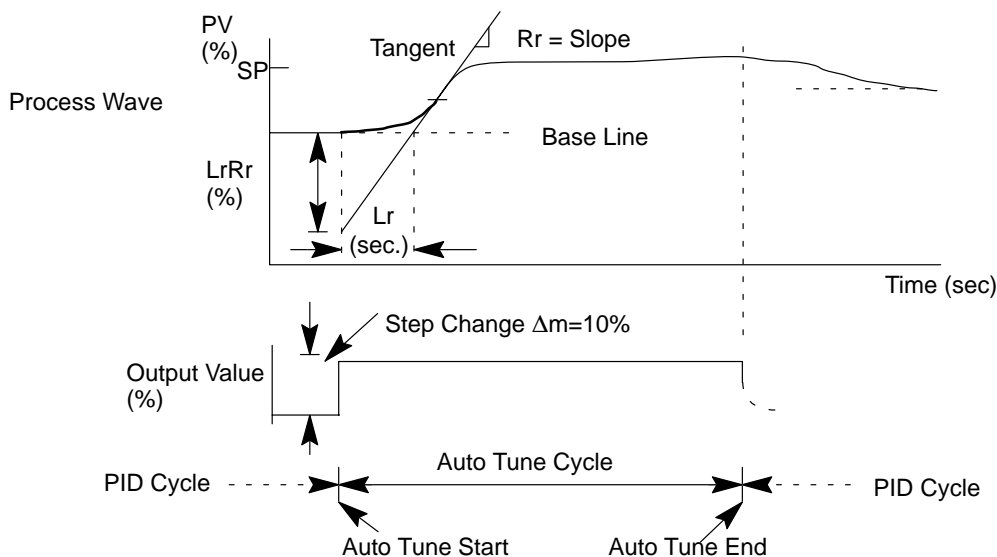 PV
(%)
Tangent
Rr = Slope
SP
Process Wave
Base Line
LrRr
(%)
Lr
(sec.)
Time (sec)
Step Change Δm=10%
Output Value
(%)
Auto Tune Cycle
PID Cycle
PID Cycle
Auto Tune Start
Auto Tune End